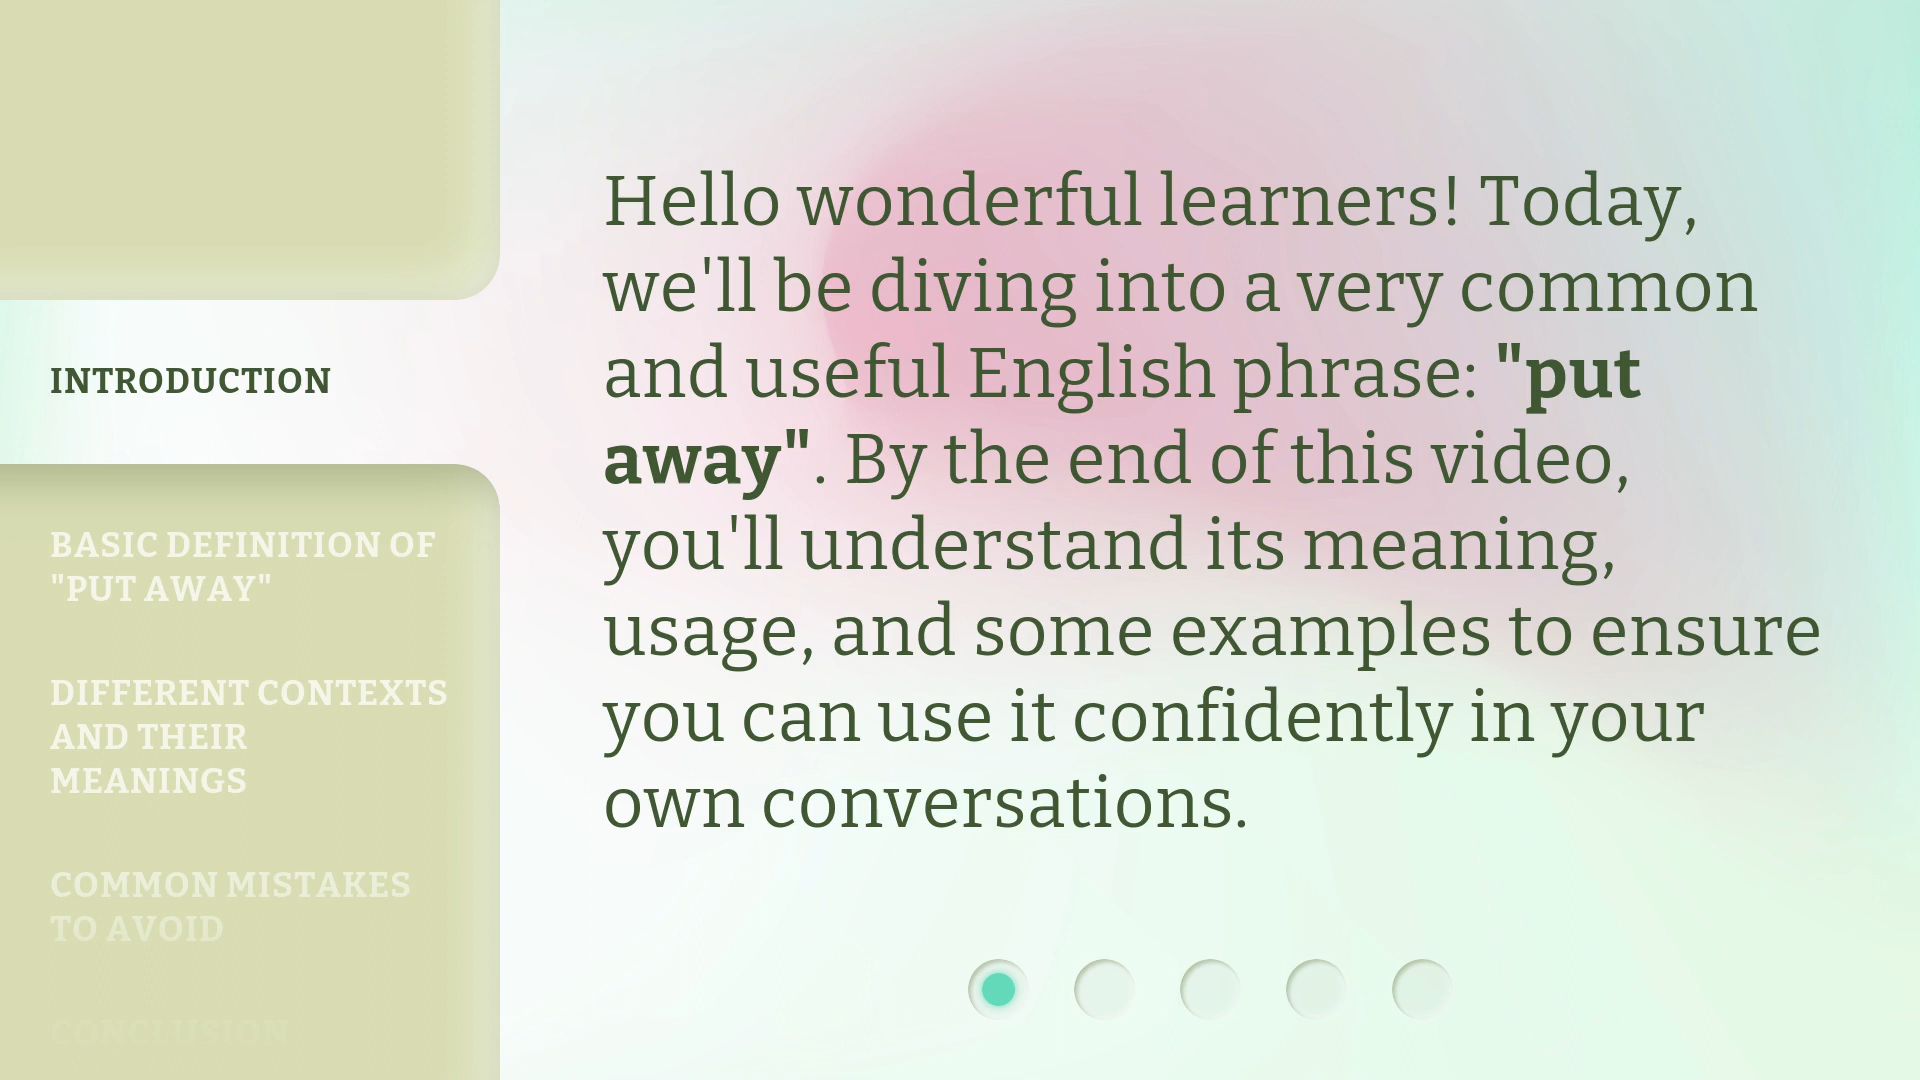 INTRODUCTION
BASIC DEFINITION OF
"PUT AWAY"
DIFFERENT CONTEXTS
AND THEIR
MEANINGS
COMMON MISTAKES
TO AVOID
CONCLUSION
Hello wonderful learners! Today,
we'll be diving into a very common
and useful English phrase: "put
away". By the end of this video,
you'll understand its meaning,
usage, and some examples to ensure
you can use it confidently in your
own conversations.